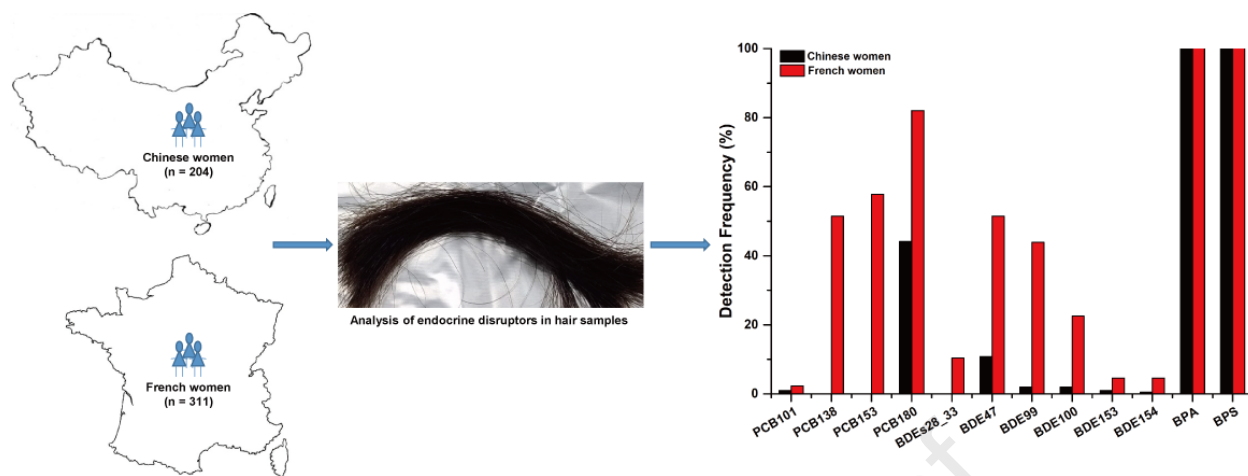 Chinese women
(n = 204)
French women
(n = 311)
Analysis of endocrine disruptors in hair samples
Detection Frequency (%)
100
80
60
40
20
0
Chinese women
French women
PCB101
PCB138
PCB153
PCB180
BDEs28_33
BDE47
BDE99
BDE100
BDE153
BDE154
BPA
BPS